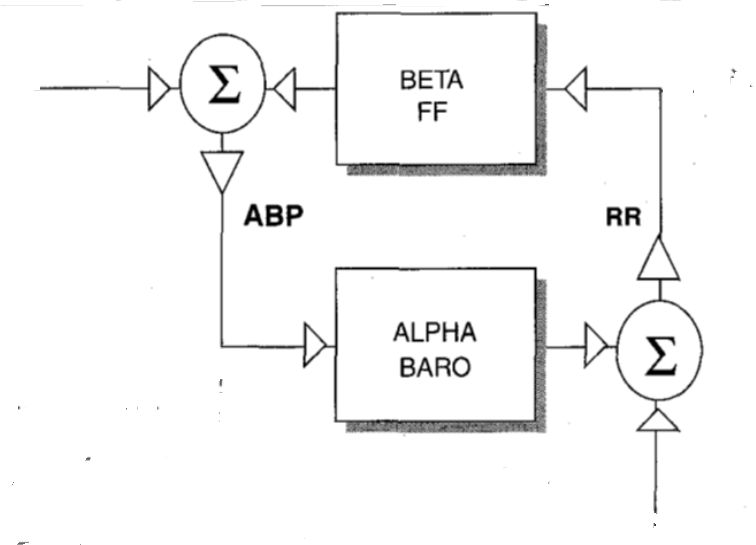 Σ
BETA
FF
ABP
RR
ALPHA
BARO
Σ